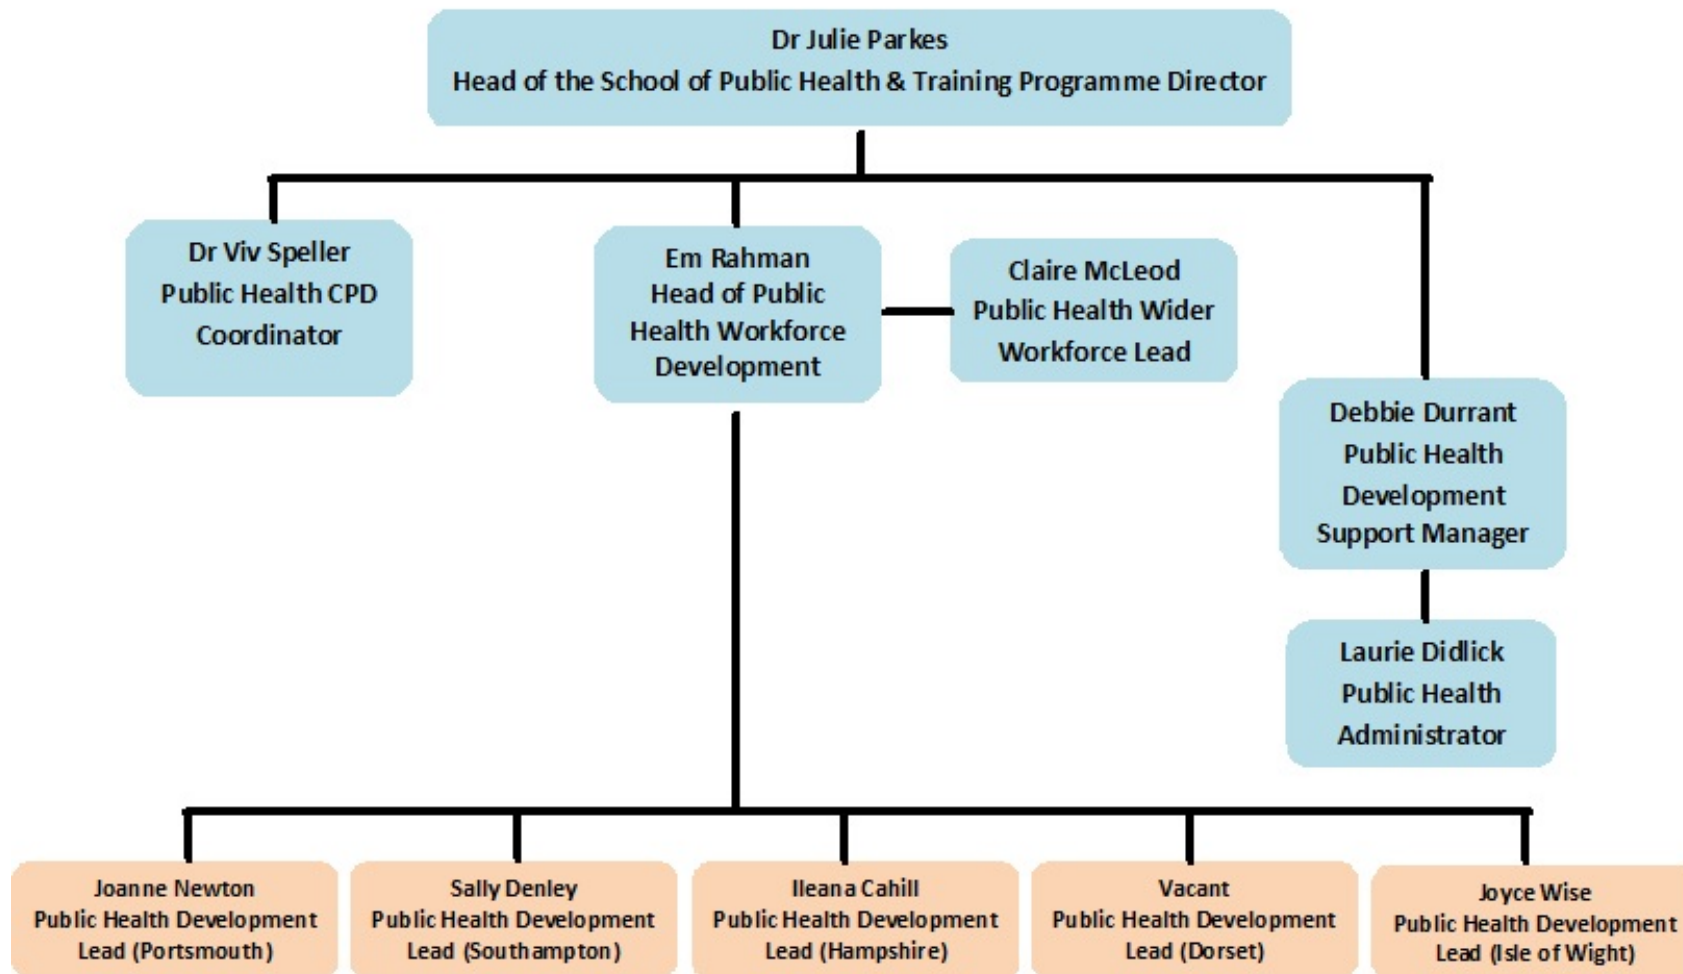 Dr Julie Parkes
Head of the School of Public Health & Training Programme Director
Dr Viv Speller
Public Health CPD
Coordinator
Em Rahman
Head of Public
Health Workforce
Development
Claire McLeod
Public Health Wider
Workforce Lead
Debbie Durrant
Public Health
Development
Support Manager
Laurie Didlick
Public Health
Administrator
Joanne Newton
Public Health Development
Lead (Portsmouth)
Sally Denley
Public Health Development
Lead (Southampton)
Ileana Cahill
Public Health Development
Lead (Hampshire)
Vacant
Public Health Development
Lead (Dorset)
Joyce Wise
Public Health Development
Lead (Isle of Wight)